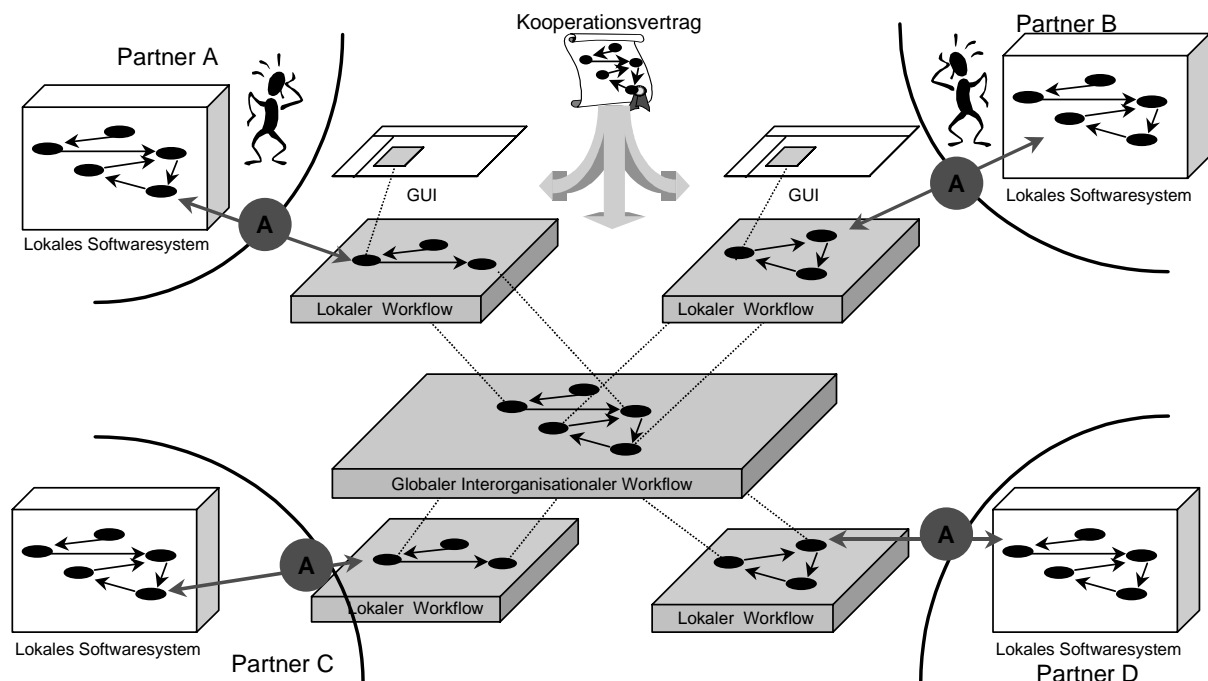 Kooperationsvertrag
Partner A
Partner B
GUI
GUI
A
A
Lokales Softwaresystem
Lokales Softwaresystem
Lokaler Workflow
Lokaler Workflow
Globaler Interorganisationaler Workflow
A
A
Lokaler Workflow
Lokaler Workflow
Lokales Softwaresystem
Lokales Softwaresystem
Partner C
Partner D